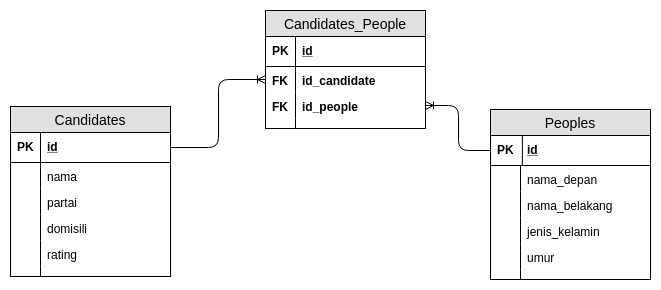 Candidates_People
PK id
FK id_candidate
FK id_people
Candidates
PK id
nama
partai
domisili
rating
Peoples
PK id
nama_depan
nama_belakang
jenis_kelamin
umur